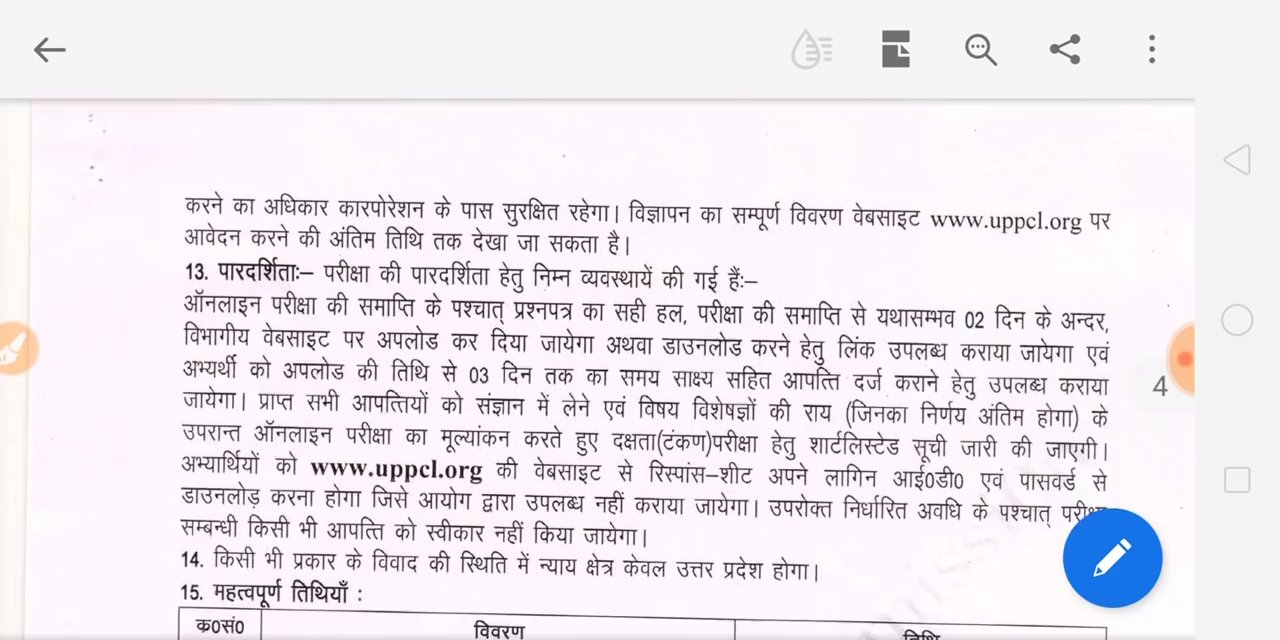 करने का अधिकार कारपोरेशन के पास सुरक्षित रहेगा। विज्ञापन का सम्पूर्ण विवरण वेबसाइट www.uppcl.org पर
आवेदन करने की अंतिम तिथि तक देखा जा सकता है।
13. पारदर्शिताः– परीक्षा की पारदर्शिता हेतु निम्न व्यवस्थायें की गई हैंः–
ऑनलाइन परीक्षा की समाप्ति के पश्चात् प्रश्नपत्र का सही हल, परीक्षा की समाप्ति से यथासम्भव 02 दिन के अन्दर,
विभागीय वेबसाइट पर अपलोड कर दिया जायेगा अथवा डाउनलोड करने हेतु लिंक उपलब्ध कराया जायेगा एवं
अभ्यर्थी को अपलोड की तिथि से 03 दिन तक का समय साक्ष्य सहित आपत्ति दर्ज कराने हेतु उपलब्ध कराया
जायेगा। प्राप्त सभी आपत्तियों को संज्ञान में लेने एवं विषय विशेषज्ञों की राय (जिनका निर्णय अंतिम होगा) के
उपरान्त ऑनलाइन परीक्षा का मूल्यांकन करते हुए दक्षता(टंकण)परीक्षा हेतु शार्टलिस्टेड सूची जारी की जाएगी।
अभ्यार्थियों को www.uppcl.org की वेबसाइट से रिस्पांस–शीट अपने लागिन आई0डी0 एवं पासवर्ड से
डाउनलोड़ करना होगा जिसे आयोग द्वारा उपलब्ध नहीं कराया जायेगा। उपरोक्त निर्धारित अवधि के पश्चात् परीक्षा
सम्बन्धी किसी भी आपत्ति को स्वीकार नहीं किया जायेगा।
14. किसी भी प्रकार के विवाद की स्थिति में न्याय क्षेत्र केवल उत्तर प्रदेश होगा।
15. महत्वपूर्ण तिथियाँ :
क0सं0 विवरण तिथि
4